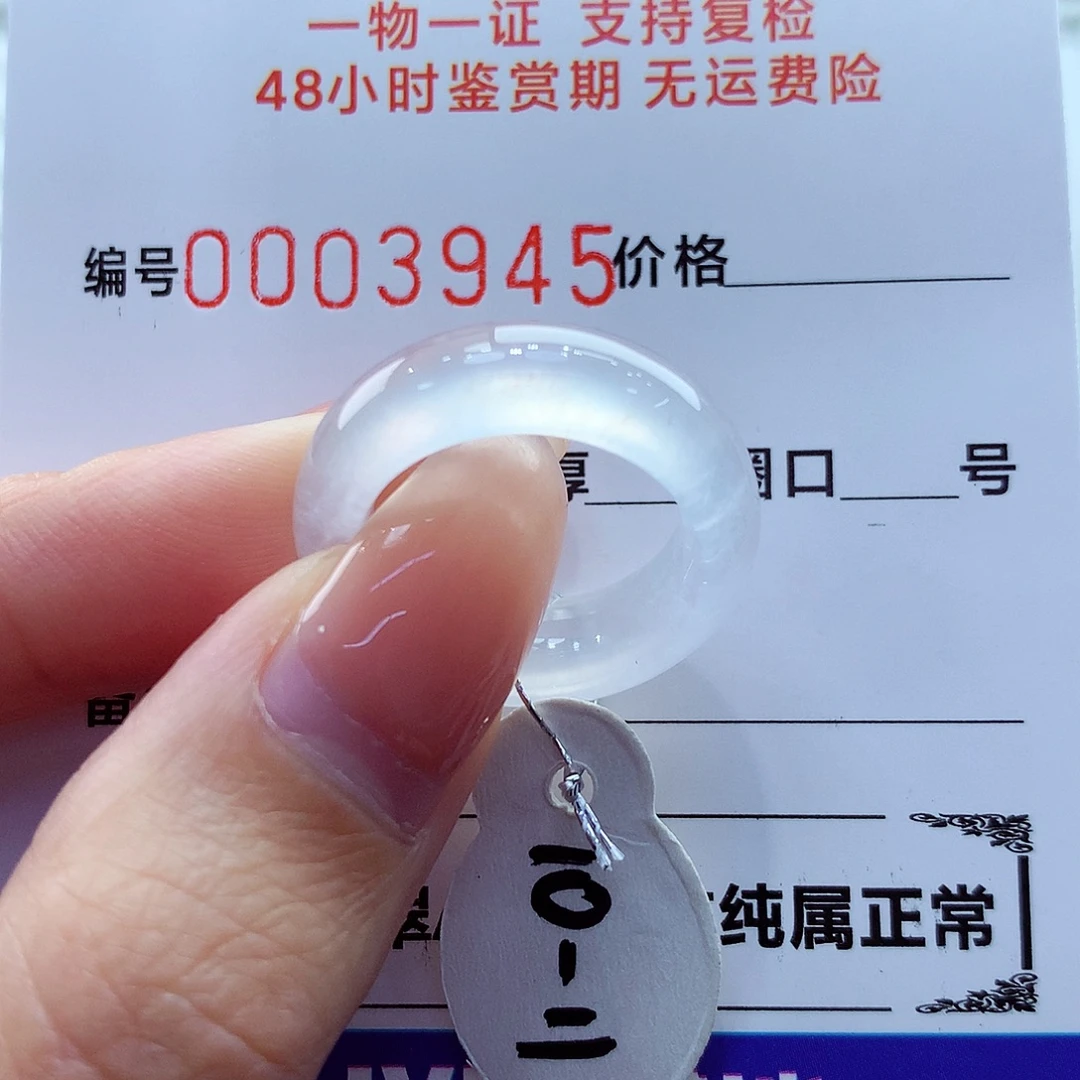 一物一证 支持复检
48小时鉴赏期 无运费险
编号0003945价格
厚 圈口 号
纯属正常
10-11